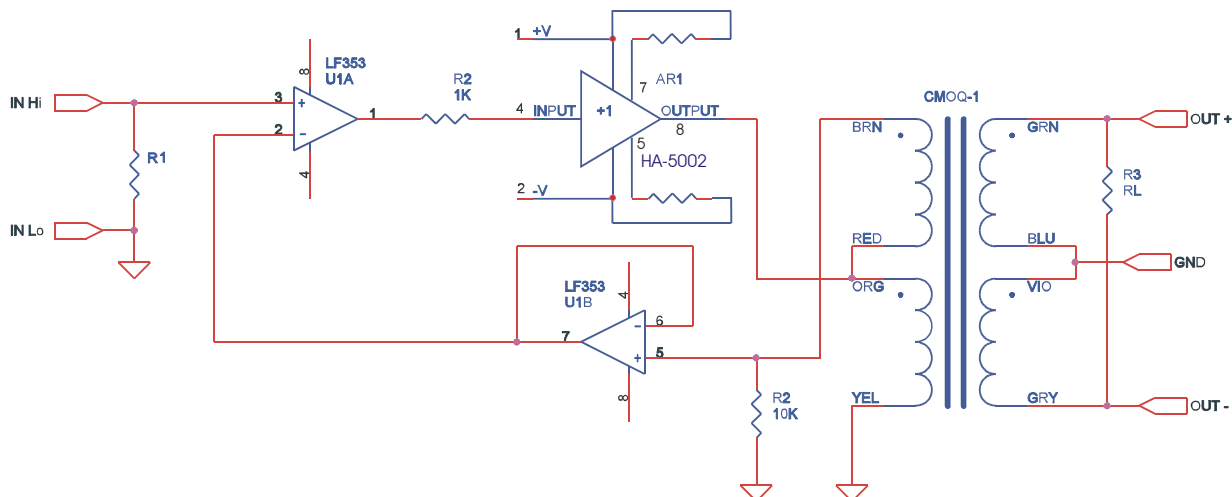 1
+V
LF353
U1A
8
R2
1K
7
AR1
CMOQ-1
IN Hi
3
+
1
4
INPUT
+1
OUTPUT
8
BRN
GRN
OUT +
2
−
5
HA-5002
R1
4
R3
RL
2
-V
IN Lo
RED
BLU
GND
LF353
U1B
4
ORG
VIO
6
−
7
+
5
8
R2
10K
YEL
GRY
OUT -